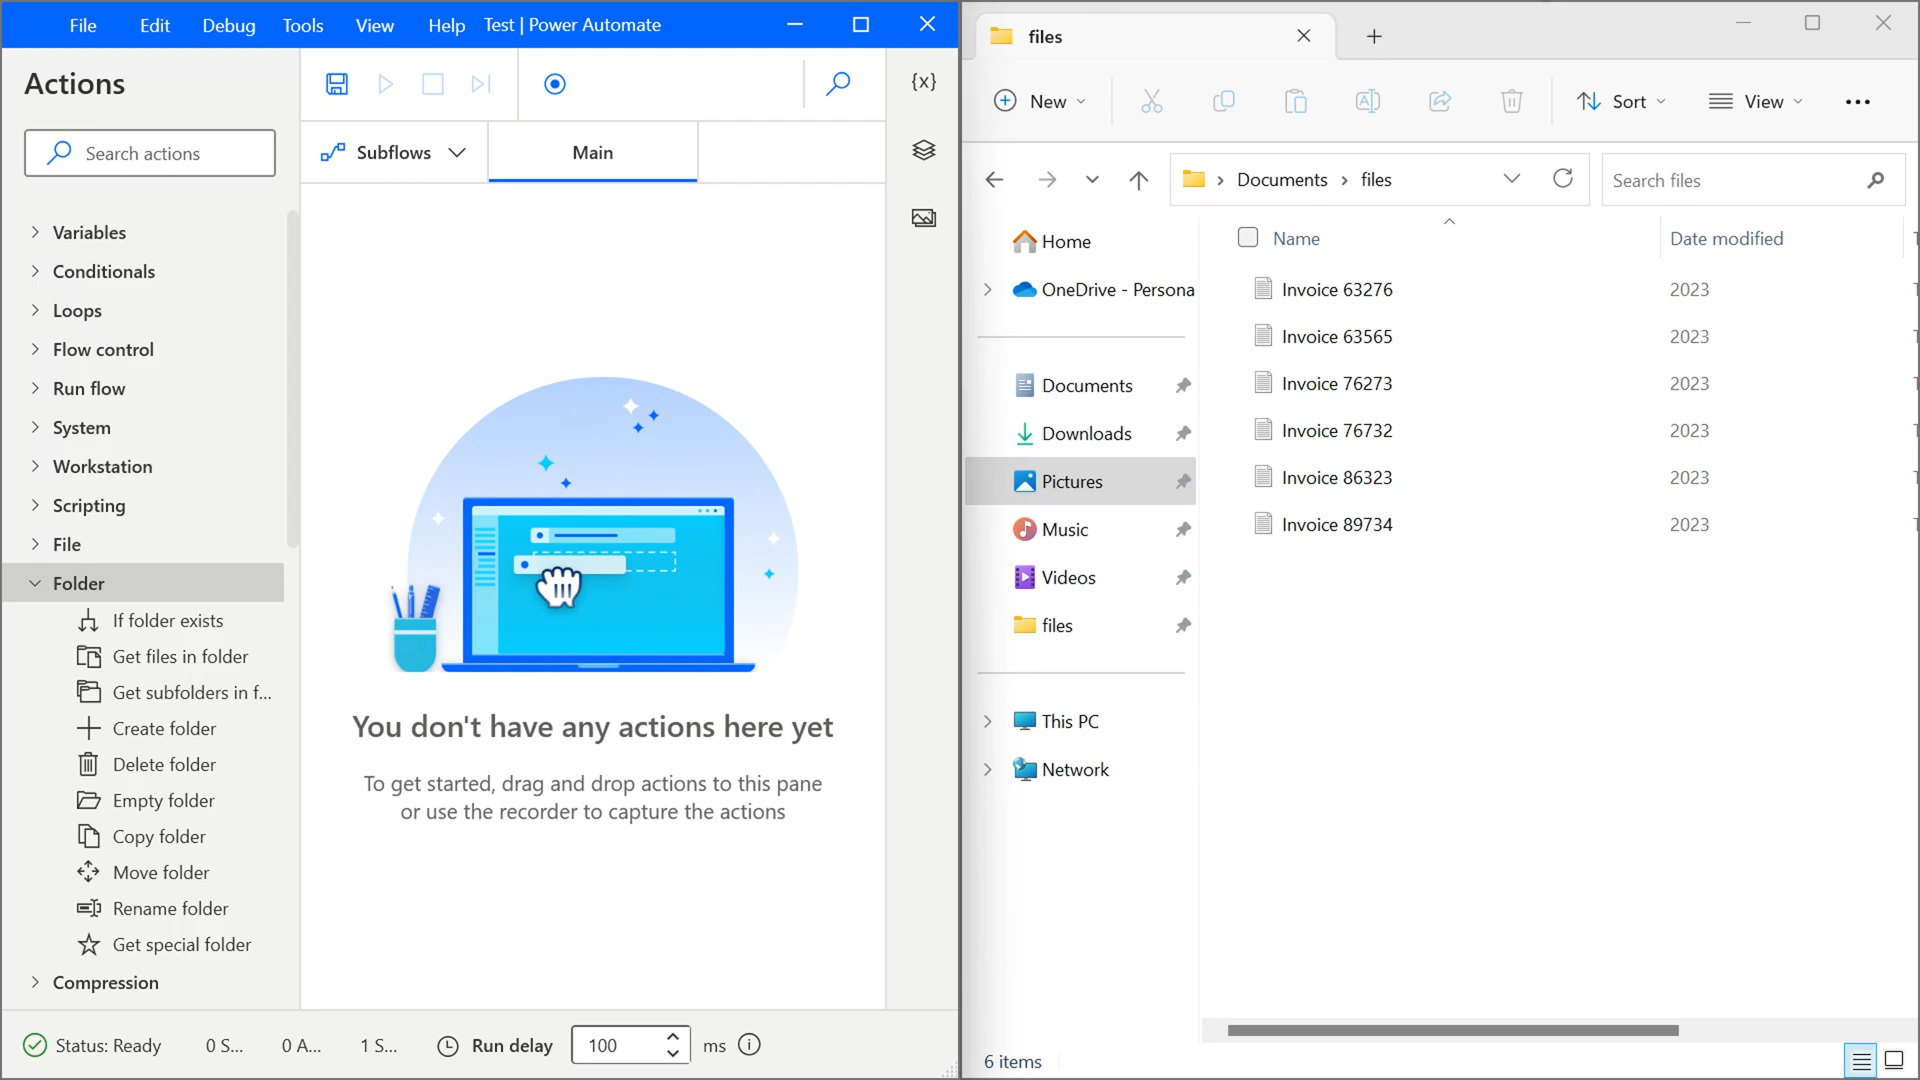 File Edit Debug Tools View Help Test | Power Automate
Actions
Search actions
Variables
Conditionals
Loops
Flow control
Run flow
System
Workstation
Scripting
File
Folder
If folder exists
Get files in folder
Get subfolders in f...
Create folder
Delete folder
Empty folder
Copy folder
Move folder
Rename folder
Get special folder
Compression
Subflows
Main
{x}
You don't have any actions here yet
To get started, drag and drop actions to this pane
or use the recorder to capture the actions
Status: Ready 0 S... 0 A... 1 S... Run delay 100 ms
files
New Sort View
Documents > files
Search files
Home
OneDrive - Persona
Documents
Downloads
Pictures
Music
Videos
files
This PC
Network
Name Date modified
Invoice 63276 2023
Invoice 63565 2023
Invoice 76273 2023
Invoice 76732 2023
Invoice 86323 2023
Invoice 89734 2023
6 items